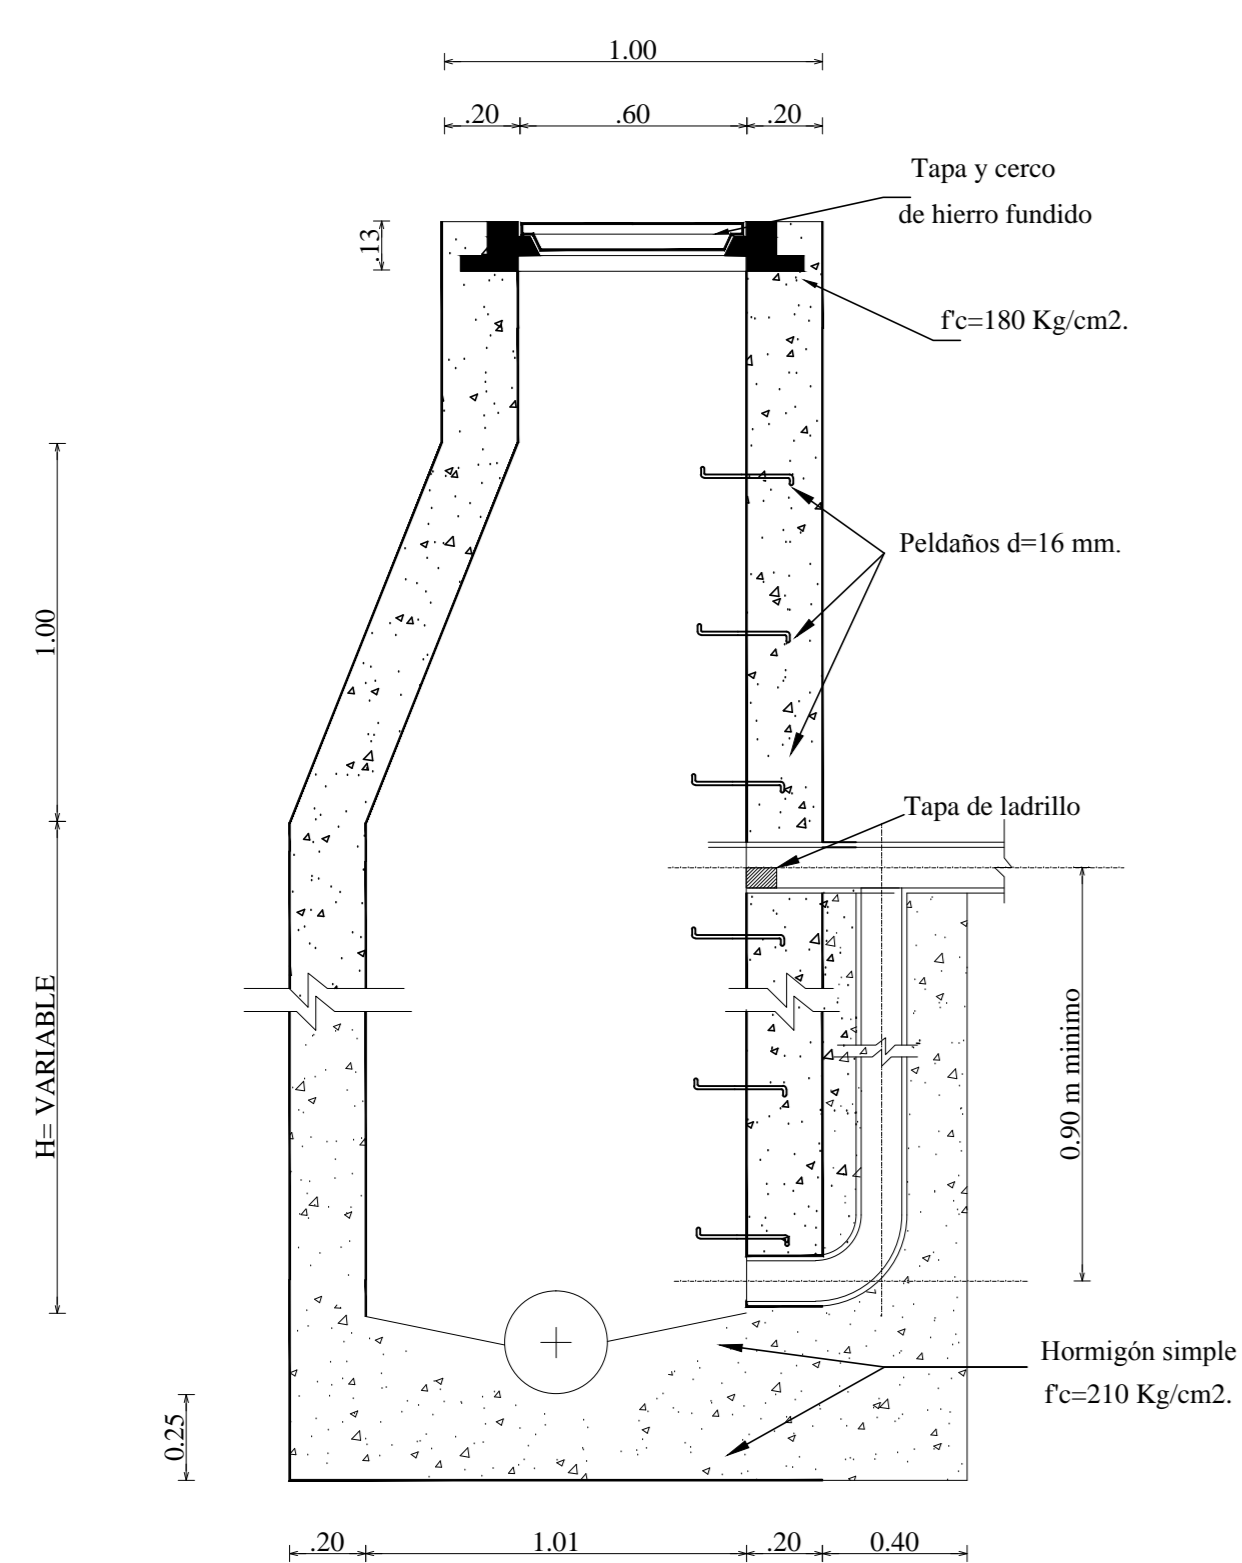 1.00
.20
.60
.20
Tapa y cerco
de hierro fundido
.13
f'c=180 Kg/cm2.
Peldaños d=16 mm.
1.00
Tapa de ladrillo
H= VARIABLE
0.90 m minimo
Hormigón simple
f'c=210 Kg/cm2.
0.25
.20
1.01
.20
0.40